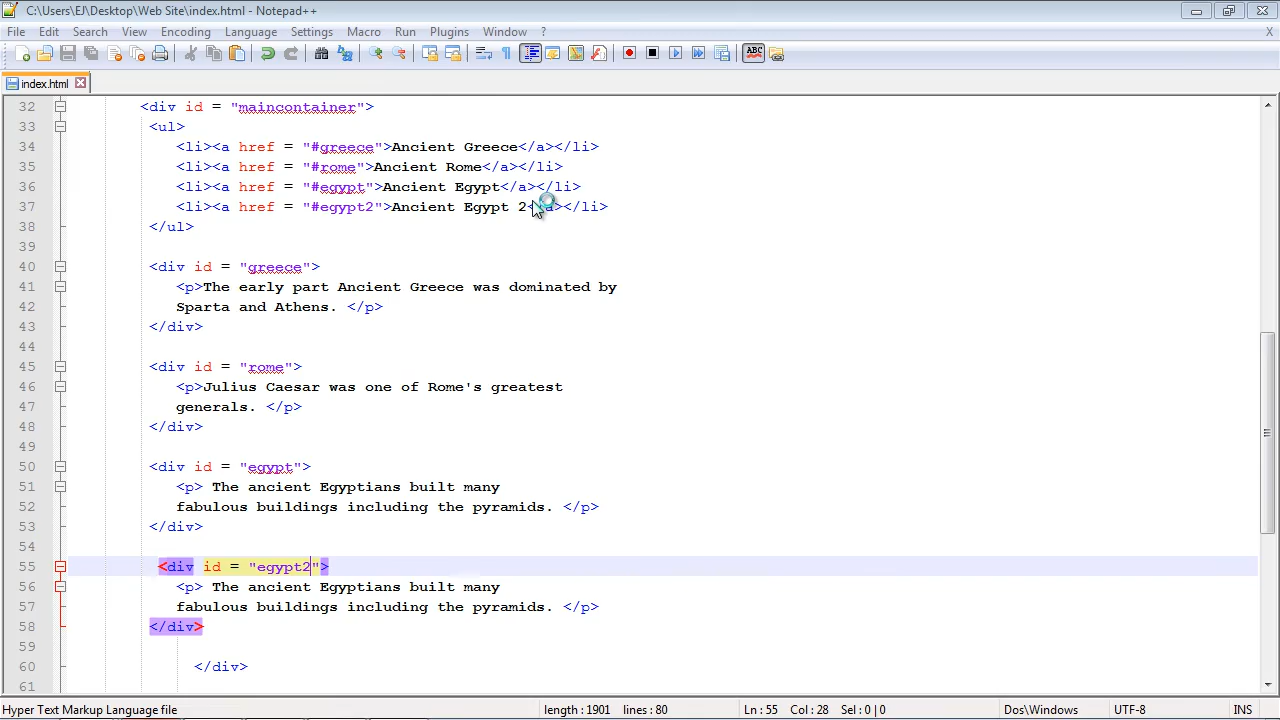 C:\Users\EJ\Desktop\Web Site\index.html - Notepad++
File Edit Search View Encoding Language Settings Macro Run Plugins Window ? X
ABC
index.html
32 <div id = "maincontainer">
33 <ul>
34 <li><a href = "#greece">Ancient Greece</a></li>
35 <li><a href = "#rome">Ancient Rome</a></li>
36 <li><a href = "#egypt">Ancient Egypt</a></li>
37 <li><a href = "#egypt2">Ancient Egypt 2</a></li>
38 </ul>
39
40 <div id = "greece">
41 <p>The early part Ancient Greece was dominated by
42 Sparta and Athens. </p>
43 </div>
44
45 <div id = "rome">
46 <p>Julius Caesar was one of Rome's greatest
47 generals. </p>
48 </div>
49
50 <div id = "egypt">
51 <p> The ancient Egyptians built many
52 fabulous buildings including the pyramids. </p>
53 </div>
54
55 <div id = "egypt2">
56 <p> The ancient Egyptians built many
57 fabulous buildings including the pyramids. </p>
58 </div>
59
60 </div>
61
Hyper Text Markup Language file length : 1901 lines : 80 Ln : 55 Col : 28 Sel : 0 | 0 Dos\Windows UTF-8 INS